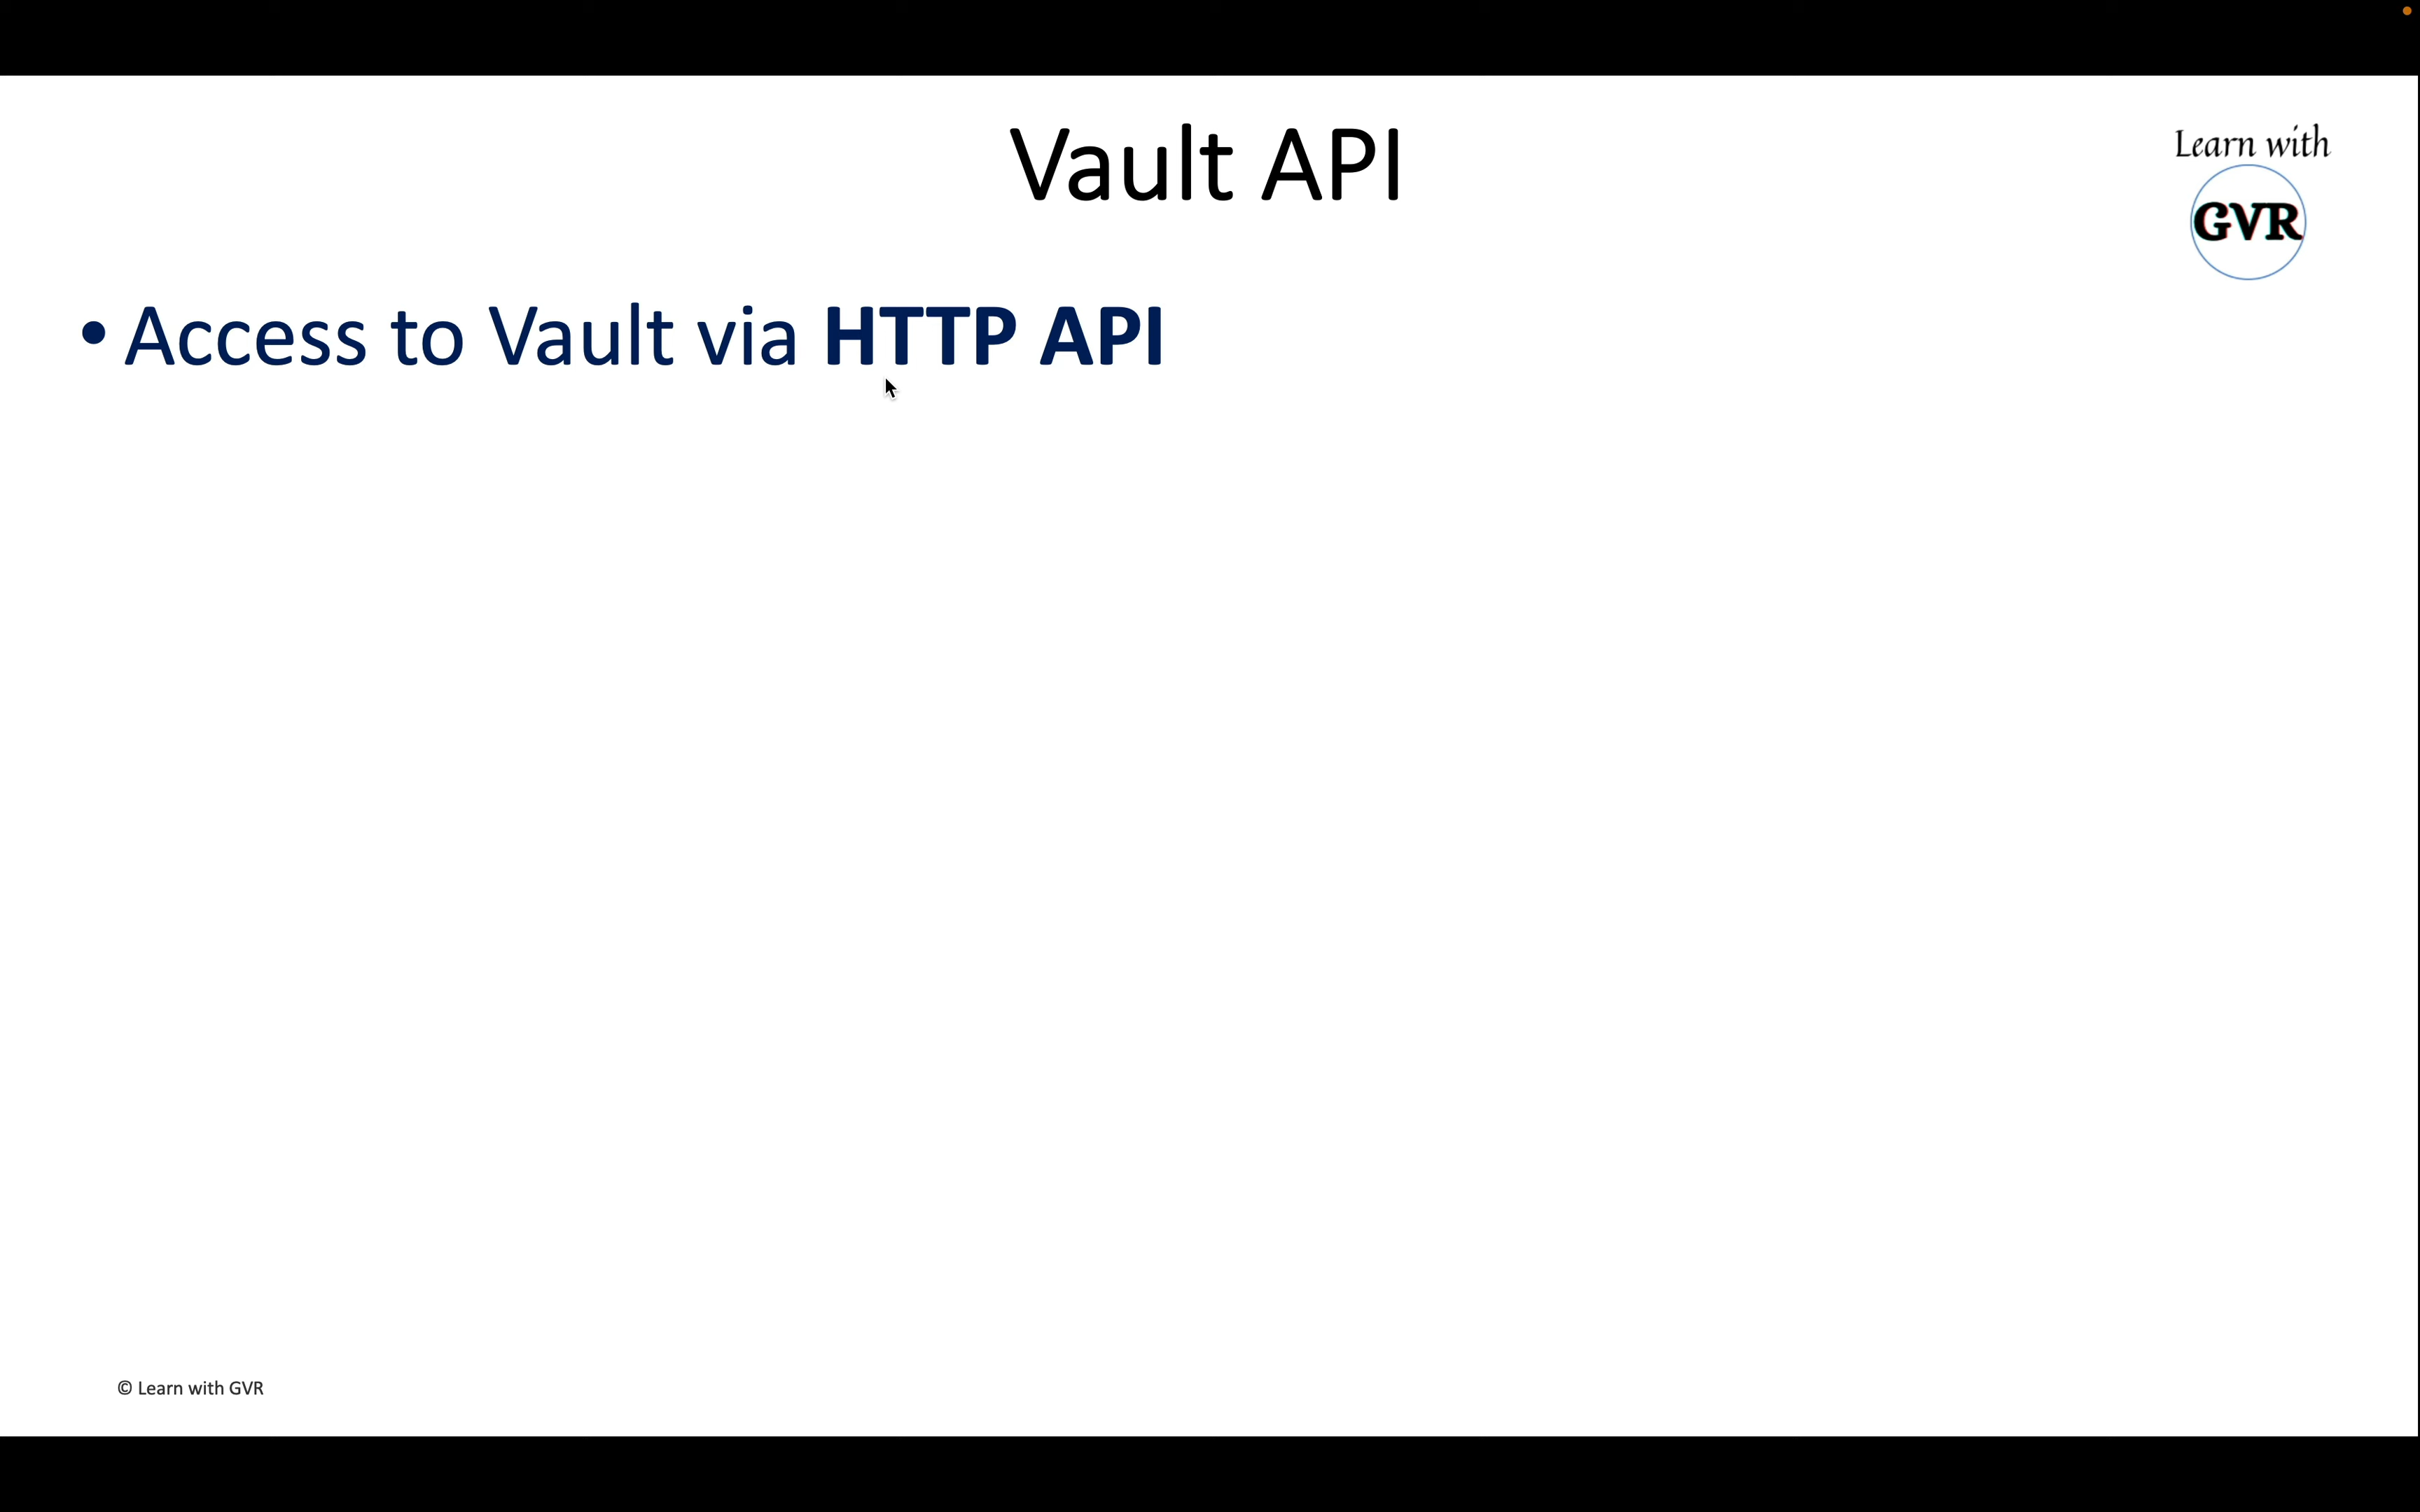 Vault API
Learn with
GVR
• Access to Vault via HTTP API
© Learn with GVR